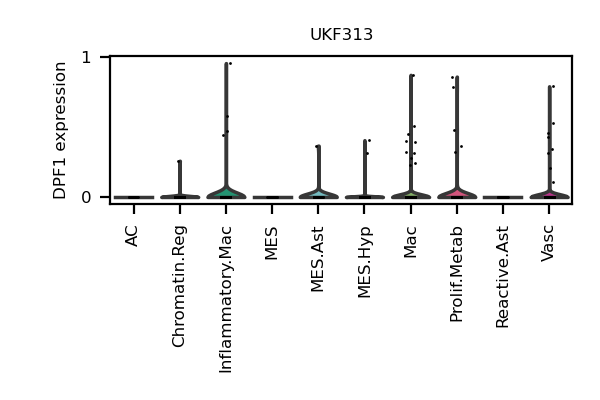 UKF313
DPF1 expression
1
0
AC
Chromatin.Reg
Inflammatory.Mac
MES
MES.Ast
MES.Hyp
Mac
Prolif.Metab
Reactive.Ast
Vasc